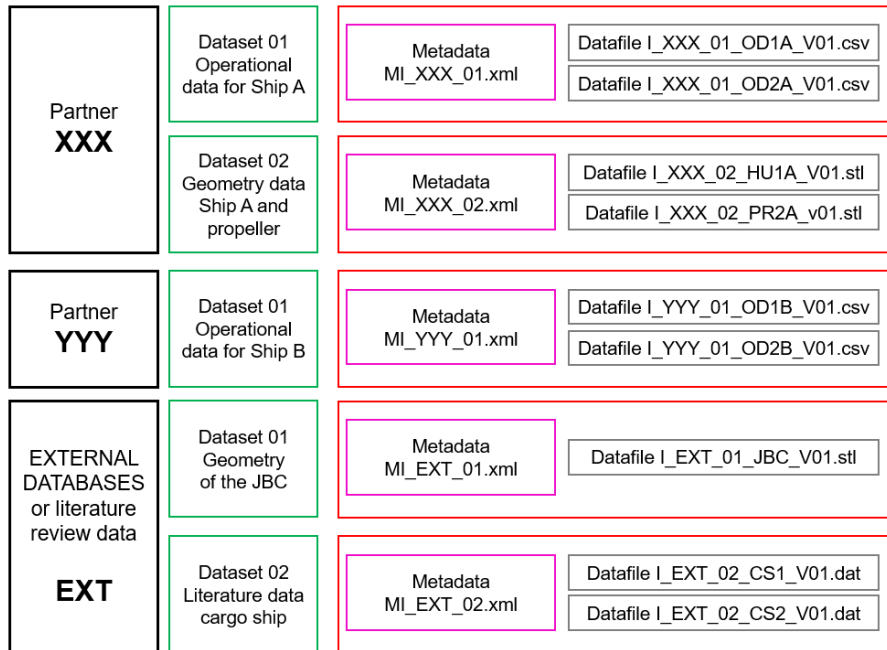 Partner
XXX
Dataset 01
Operational
data for Ship A
Metadata
MI_XXX_01.xml
Datafile I_XXX_01_OD1A_V01.csv
Datafile I_XXX_01_OD2A_V01.csv
Dataset 02
Geometry data
Ship A and
propeller
Metadata
MI_XXX_02.xml
Datafile I_XXX_02_HU1A_V01.stl
Datafile I_XXX_02_PR2A_v01.stl
Partner
YYY
Dataset 01
Operational
data for Ship B
Metadata
MI_YYY_01.xml
Datafile I_YYY_01_OD1B_V01.csv
Datafile I_YYY_01_OD2B_V01.csv
EXTERNAL
DATABASES
or literature
review data
EXT
Dataset 01
Geometry
of the JBC
Metadata
MI_EXT_01.xml
Datafile I_EXT_01_JBC_V01.stl
Dataset 02
Literature data
cargo ship
Metadata
MI_EXT_02.xml
Datafile I_EXT_02_CS1_V01.dat
Datafile I_EXT_02_CS2_V01.dat